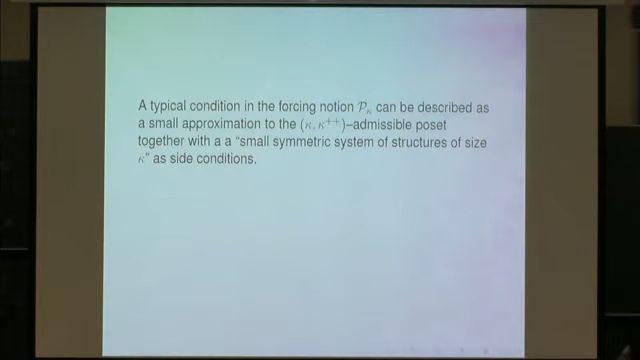 A typical condition in the forcing notion 𝒫_κ can be described as
a small approximation to the (κ, κ⁺⁺)–admissible poset
together with a a “small symmetric system of structures of size
κ” as side conditions.